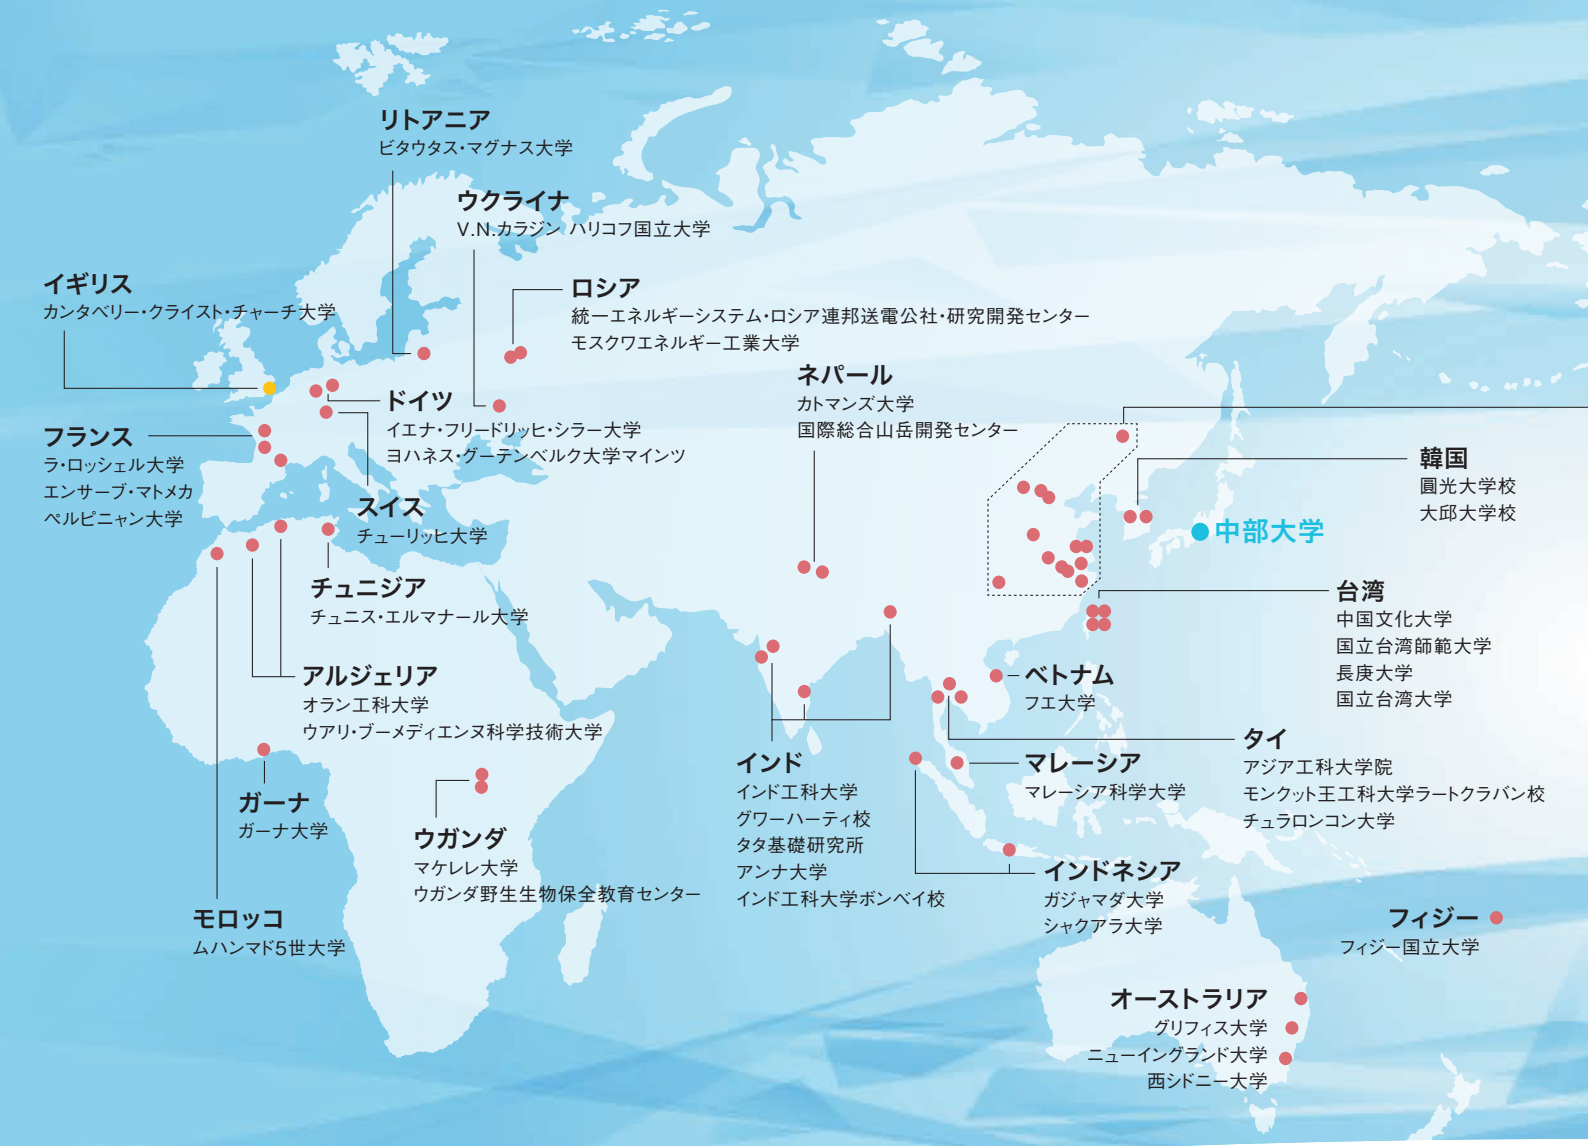 リトアニア
ビタウタス・マグナス大学
ウクライナ
V.N.カラジン ハリコフ国立大学
イギリス
カンタベリー・クライスト・チャーチ大学
ロシア
統一エネルギーシステム・ロシア連邦送電公社・研究開発センター
モスクワエネルギー工業大学
ネパール
カトマンズ大学
国際総合山岳開発センター
ドイツ
イエナ・フリードリッヒ・シラー大学
ヨハネス・グーテンベルク大学マインツ
フランス
ラ・ロッシェル大学
エンサーブ・マトメカ
ペルピニャン大学
韓国
圓光大学校
大邱大学校
スイス
チューリッヒ大学
中部大学
チュニジア
チュニス・エルマナール大学
台湾
中国文化大学
国立台湾師範大学
長庚大学
国立台湾大学
アルジェリア
オラン工科大学
ウアリ・ブーメディエンヌ科学技術大学
ベトナム
フエ大学
タイ
アジア工科大学院
モンクット王工科大学ラートクラバン校
チュラロンコン大学
インド
インド工科大学
グワーハーティ校
タタ基礎研究所
アンナ大学
インド工科大学ボンベイ校
マレーシア
マレーシア科学大学
ガーナ
ガーナ大学
ウガンダ
マケレレ大学
ウガンダ野生生物保全教育センター
インドネシア
ガジャマダ大学
シャクアラ大学
モロッコ
ムハンマド5世大学
フィジー
フィジー国立大学
オーストラリア
グリフィス大学
ニューイングランド大学
西シドニー大学